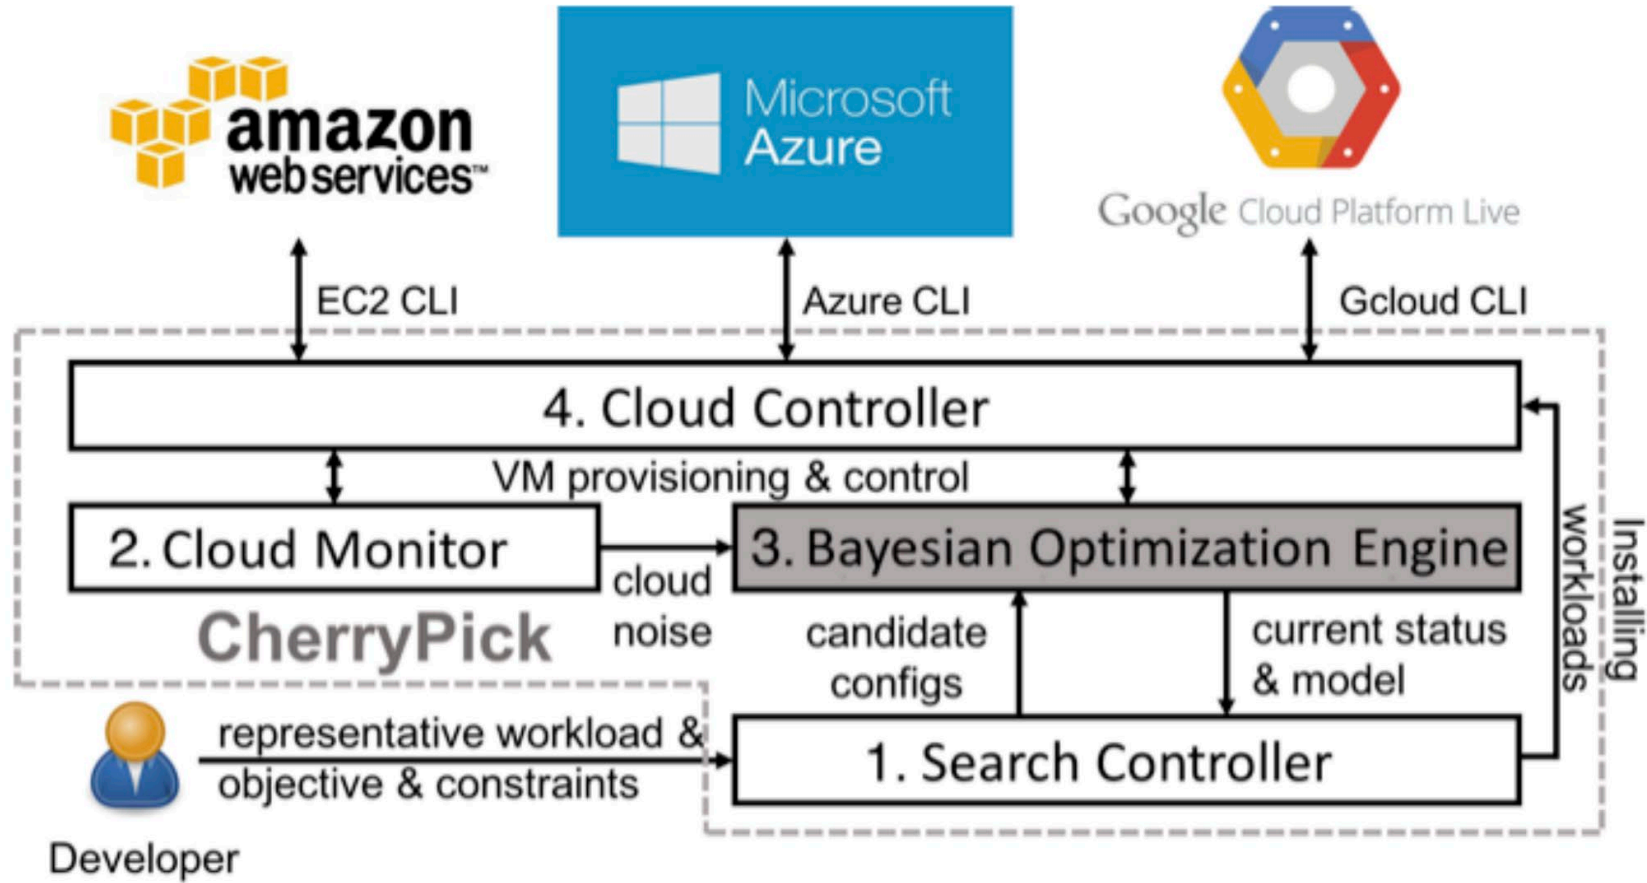 amazon
web services™
Microsoft
Azure
Google Cloud Platform Live
EC2 CLI
Azure CLI
Gcloud CLI
4. Cloud Controller
VM provisioning & control
2. Cloud Monitor
3. Bayesian Optimization Engine
cloud
noise
CherryPick
candidate
configs
current status
& model
Installing
workloads
representative workload &
objective & constraints
1. Search Controller
Developer